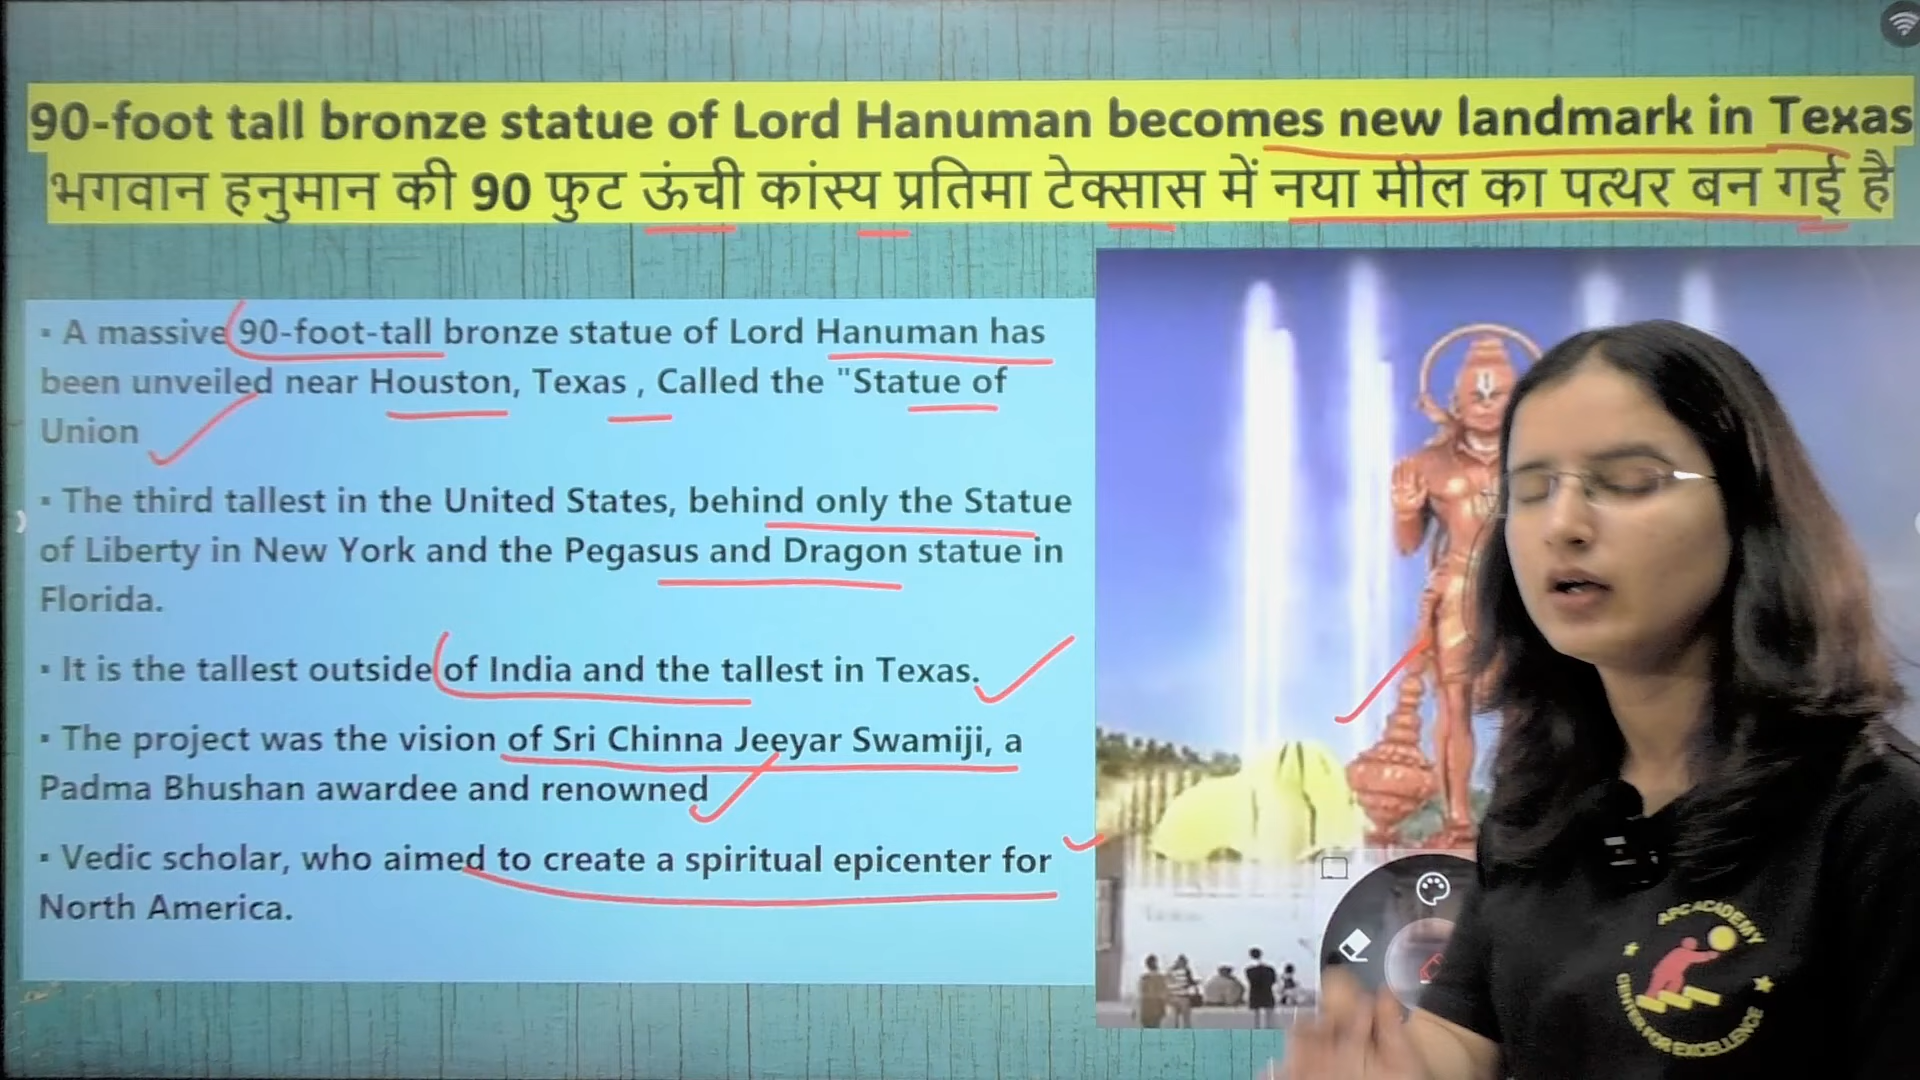 90-foot tall bronze statue of Lord Hanuman becomes new landmark in Texas
भगवान हनुमान की 90 फुट ऊंची कांस्य प्रतिमा टेक्सास में नया मील का पत्थर बन गई है
▪ A massive 90-foot-tall bronze statue of Lord Hanuman has
been unveiled near Houston, Texas , Called the "Statue of
Union
▪ The third tallest in the United States, behind only the Statue
of Liberty in New York and the Pegasus and Dragon statue in
Florida.
▪ It is the tallest outside of India and the tallest in Texas.
▪ The project was the vision of Sri Chinna Jeeyar Swamiji, a
Padma Bhushan awardee and renowned
▪ Vedic scholar, who aimed to create a spiritual epicenter for
North America.
APC ACADEMY
CENTER FOR EXCELLENCE